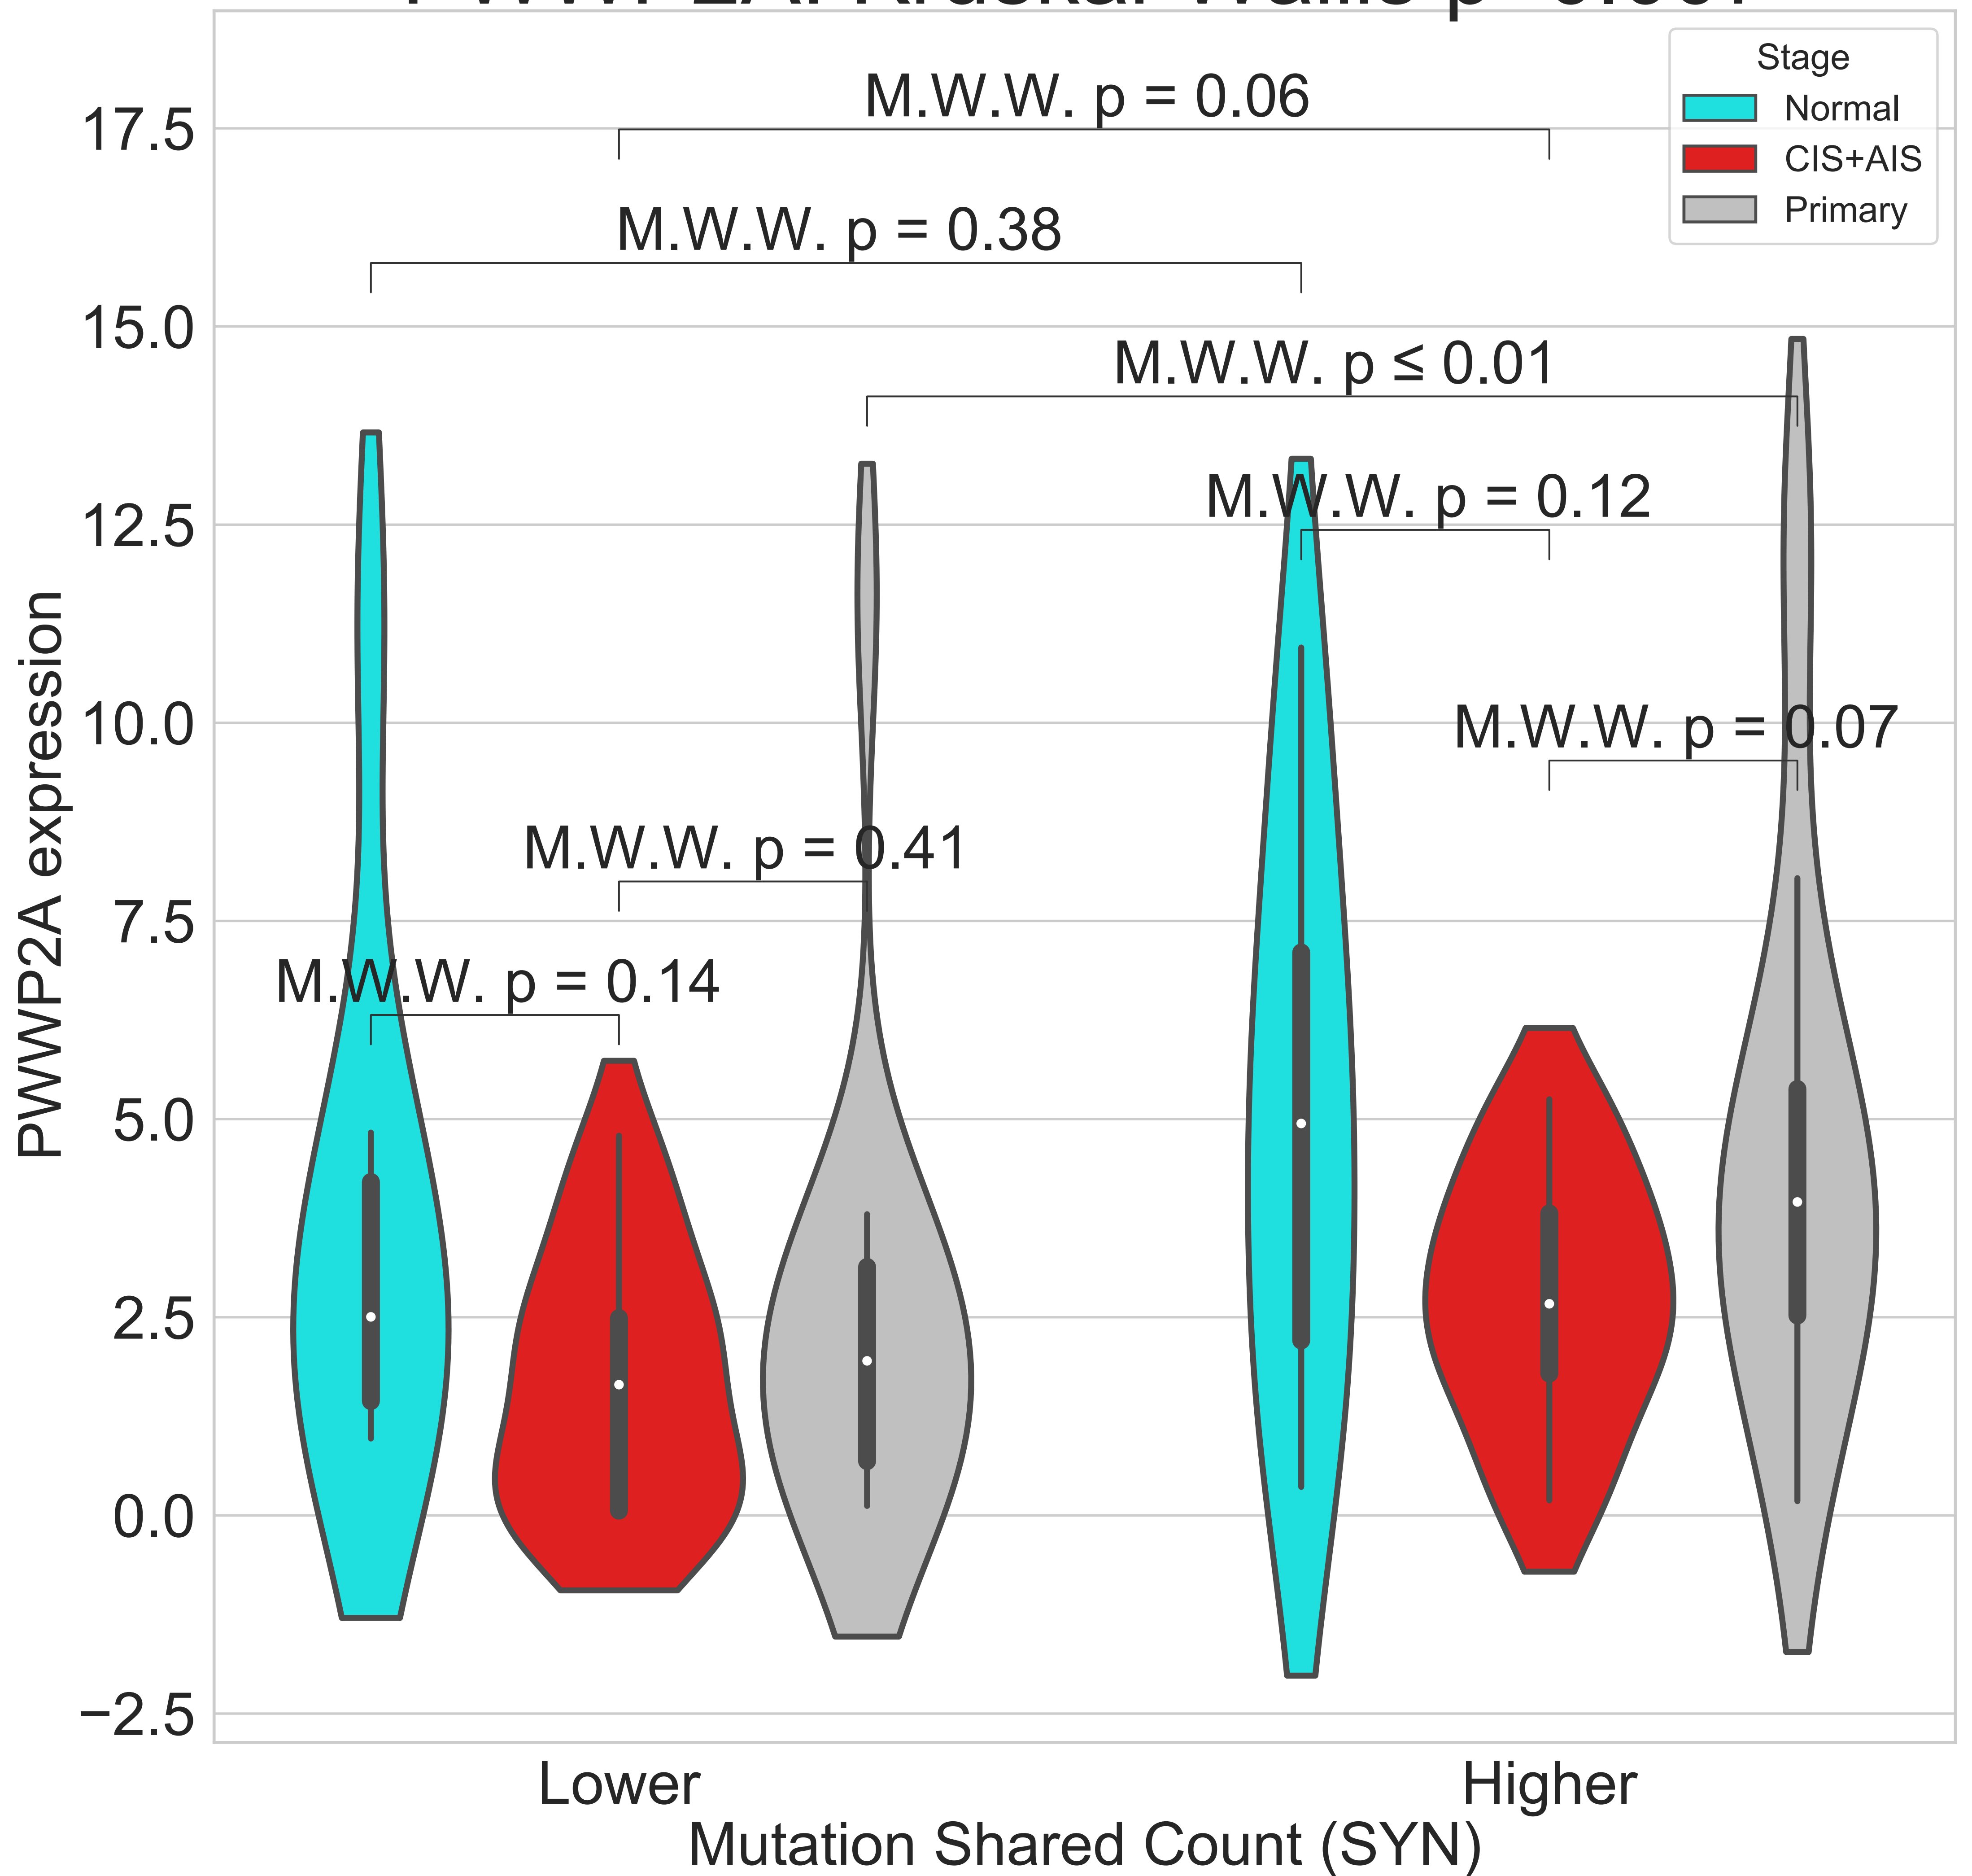 Stage
Normal
CIS+AIS
Primary
M.W.W. p = 0.06
M.W.W. p = 0.38
M.W.W. p ≤ 0.01
M.W.W. p = 0.12
M.W.W. p = 0.07
M.W.W. p = 0.41
M.W.W. p = 0.14
17.5
15.0
12.5
10.0
7.5
5.0
2.5
0.0
−2.5
PWWP2A expression
Lower
Higher
Mutation Shared Count (SYN)